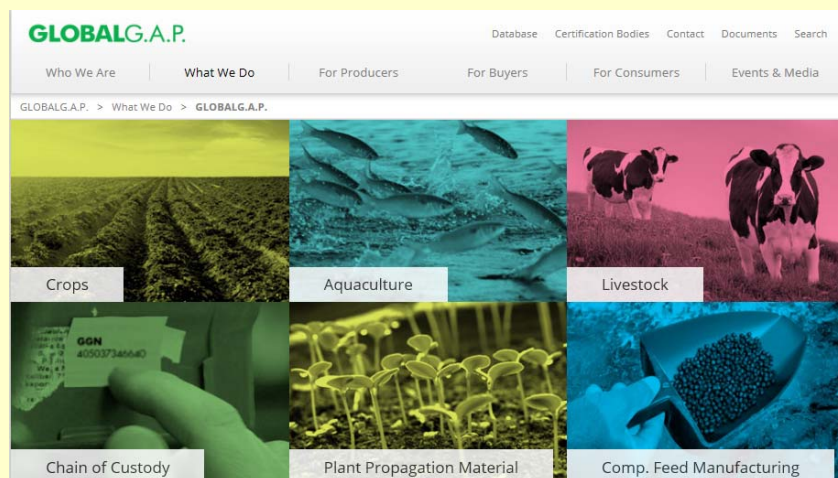 GLOBALG.A.P.
Database Certification Bodies Contact Documents Search
Who We Are What We Do For Producers For Buyers For Consumers Events & Media
GLOBALG.A.P. > What We Do > GLOBALG.A.P.
Crops Aquaculture Livestock
GGN
4050373466640
Chain of Custody Plant Propagation Material Comp. Feed Manufacturing